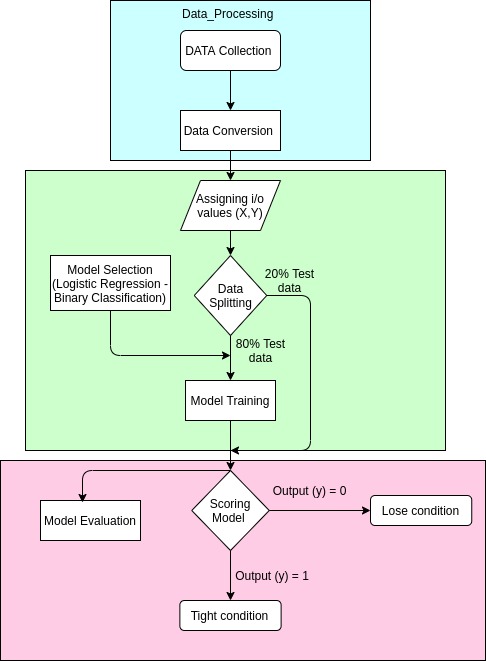 Data_Processing
DATA Collection
Data Conversion
Assigning i/o
values (X,Y)
Model Selection
(Logistic Regression -
Binary Classification)
Data
Splitting
20% Test
data
80% Test
data
Model Training
Scoring
Model
Output (y) = 0
Lose condition
Model Evaluation
Output (y) = 1
Tight condition